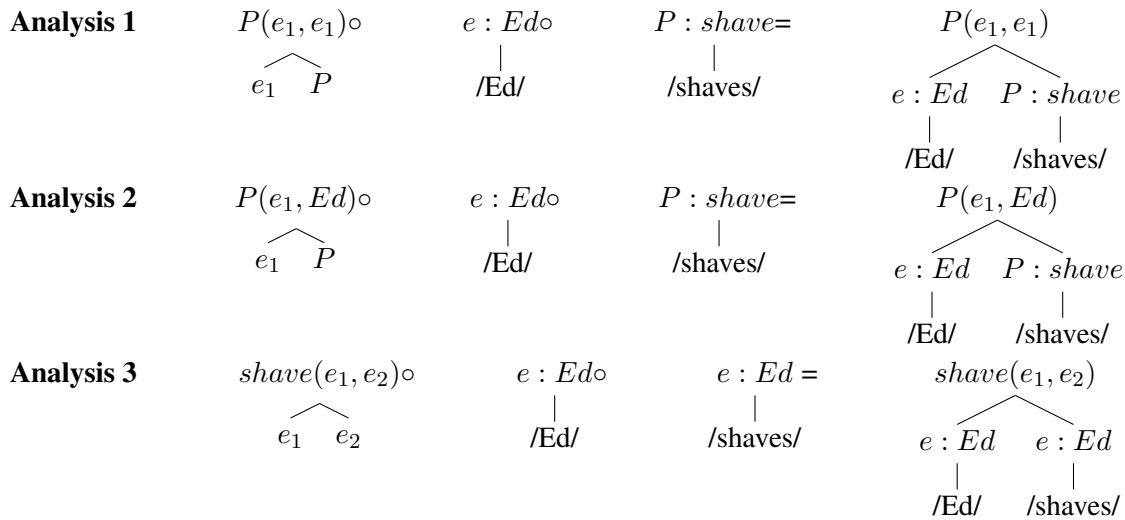 Analysis 1 P(e₁, e₁)∘ e : Ed∘ P : shave= P(e₁, e₁)
e₁ P /Ed/ /shaves/ e : Ed P : shave
/Ed/ /shaves/
Analysis 2 P(e₁, Ed)∘ e : Ed∘ P : shave= P(e₁, Ed)
e₁ P /Ed/ /shaves/ e : Ed P : shave
/Ed/ /shaves/
Analysis 3 shave(e₁, e₂)∘ e : Ed∘ e : Ed = shave(e₁, e₂)
e₁ e₂ /Ed/ /shaves/ e : Ed e : Ed
/Ed/ /shaves/